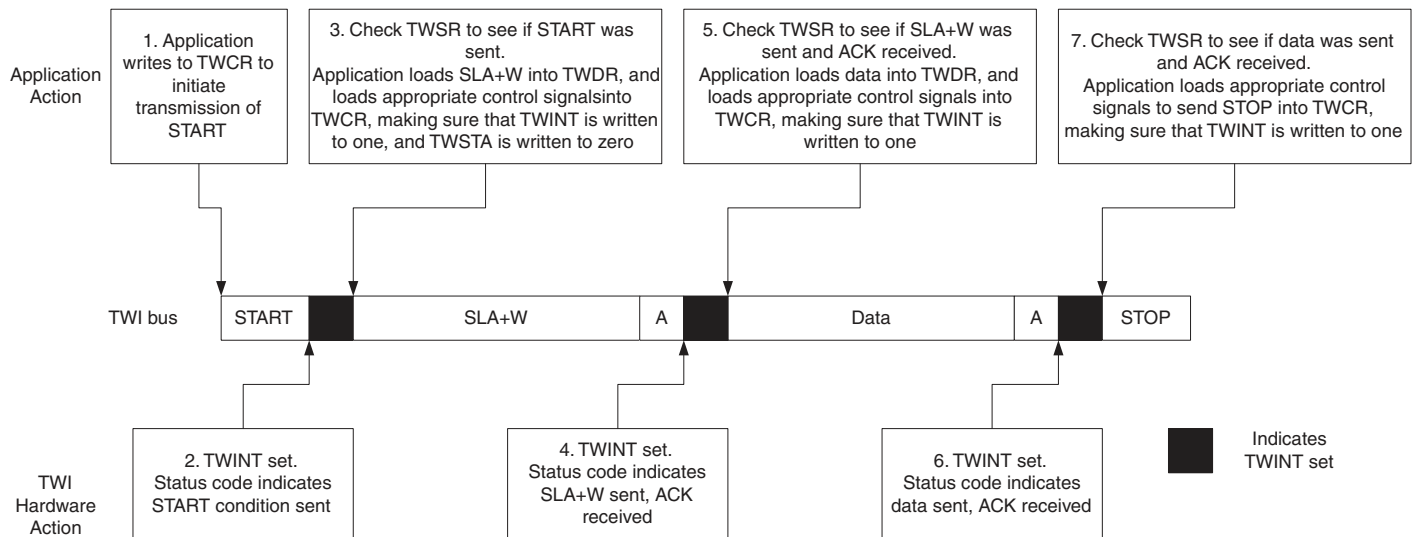 Application
Action
1. Application
writes to TWCR to
initiate
transmission of
START
3. Check TWSR to see if START was
sent.
Application loads SLA+W into TWDR, and
loads appropriate control signalsinto
TWCR, making sure that TWINT is written
to one, and TWSTA is written to zero
5. Check TWSR to see if SLA+W was
sent and ACK received.
Application loads data into TWDR, and
loads appropriate control signals into
TWCR, making sure that TWINT is
written to one
7. Check TWSR to see if data was sent
and ACK received.
Application loads appropriate control
signals to send STOP into TWCR,
making sure that TWINT is written to one
TWI bus
START
SLA+W
A
Data
A
STOP
TWI
Hardware
Action
2. TWINT set.
Status code indicates
START condition sent
4. TWINT set.
Status code indicates
SLA+W sent, ACK
received
6. TWINT set.
Status code indicates
data sent, ACK received
Indicates
TWINT set